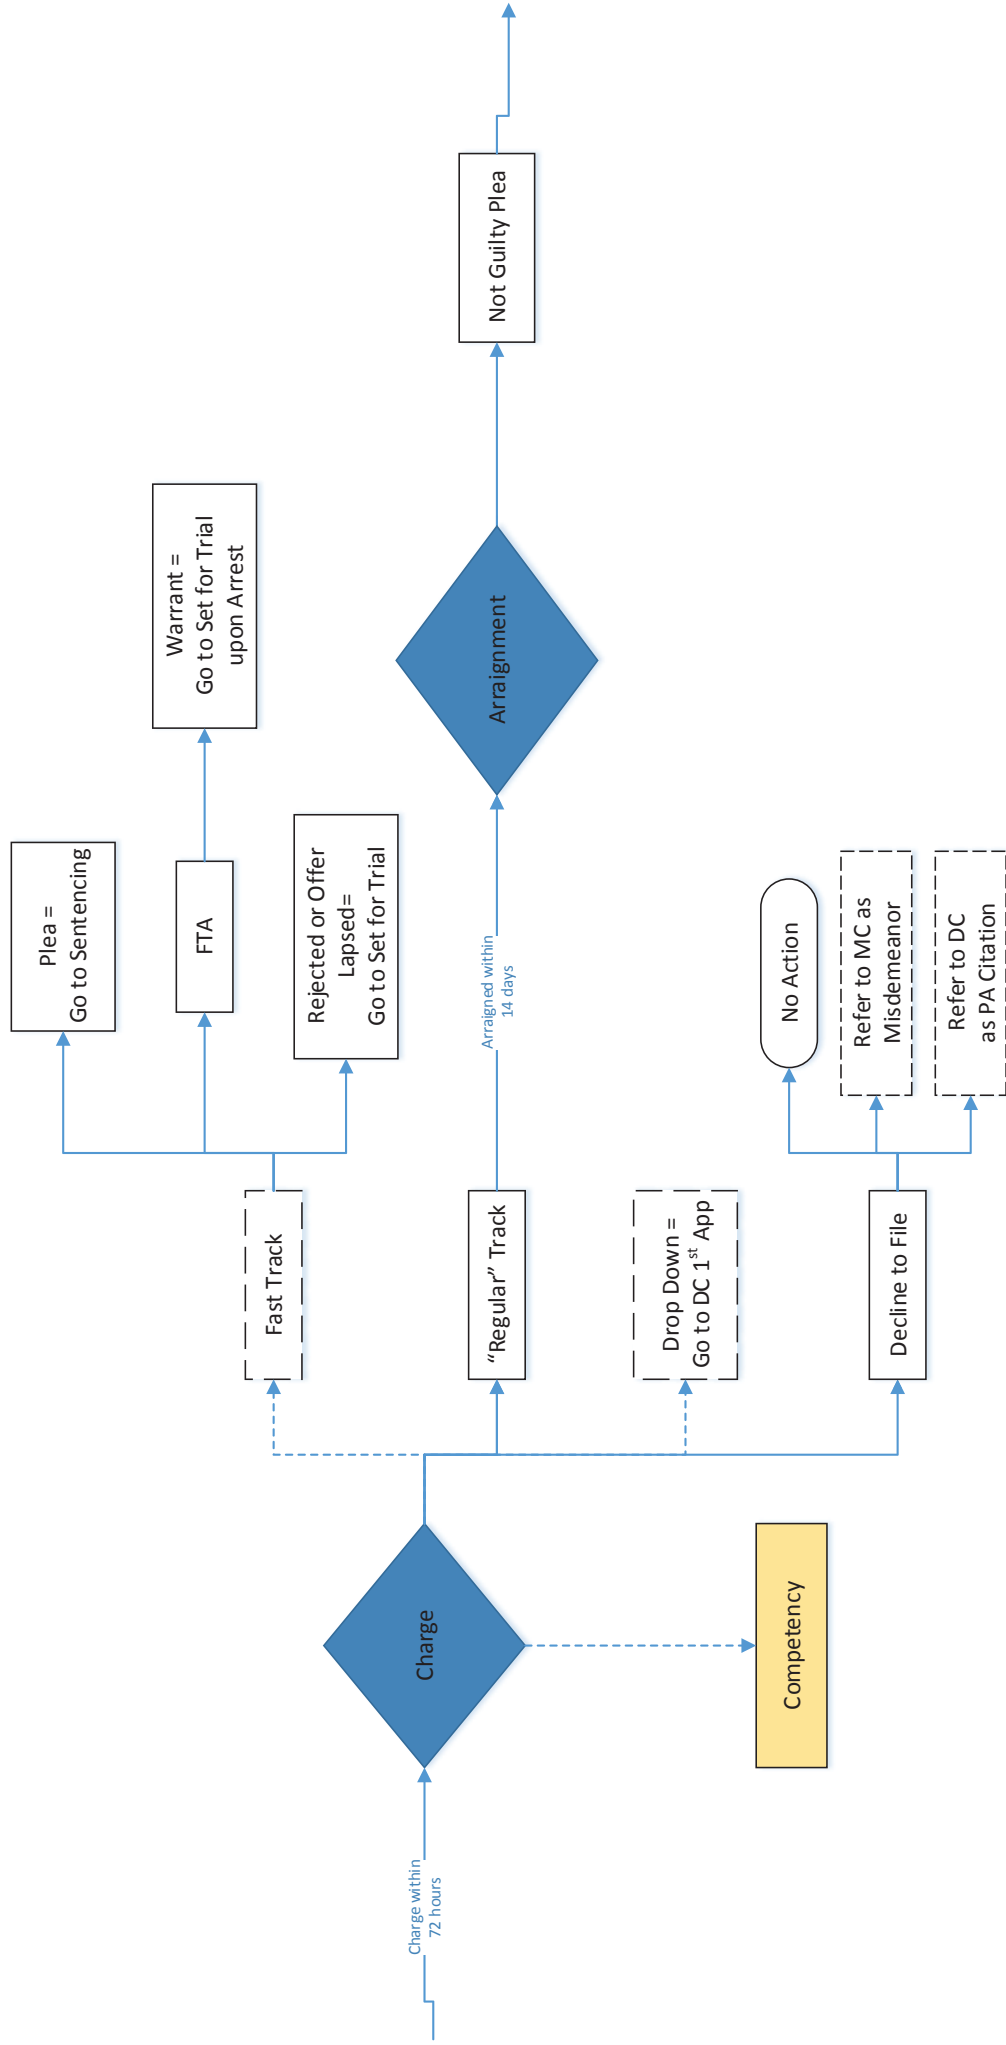 Charge within
72 hours
Charge
Competency
Fast Track
“Regular” Track
Drop Down =
Go to DC 1st App
Decline to File
Plea =
Go to Sentencing
FTA
Warrant =
Go to Set for Trial
upon Arrest
Rejected or Offer
Lapsed=
Go to Set for Trial
Arraigned within
14 days
No Action
Refer to MC as
Misdemeanor
Refer to DC
as PA Citation
Arraignment
Not Guilty Plea